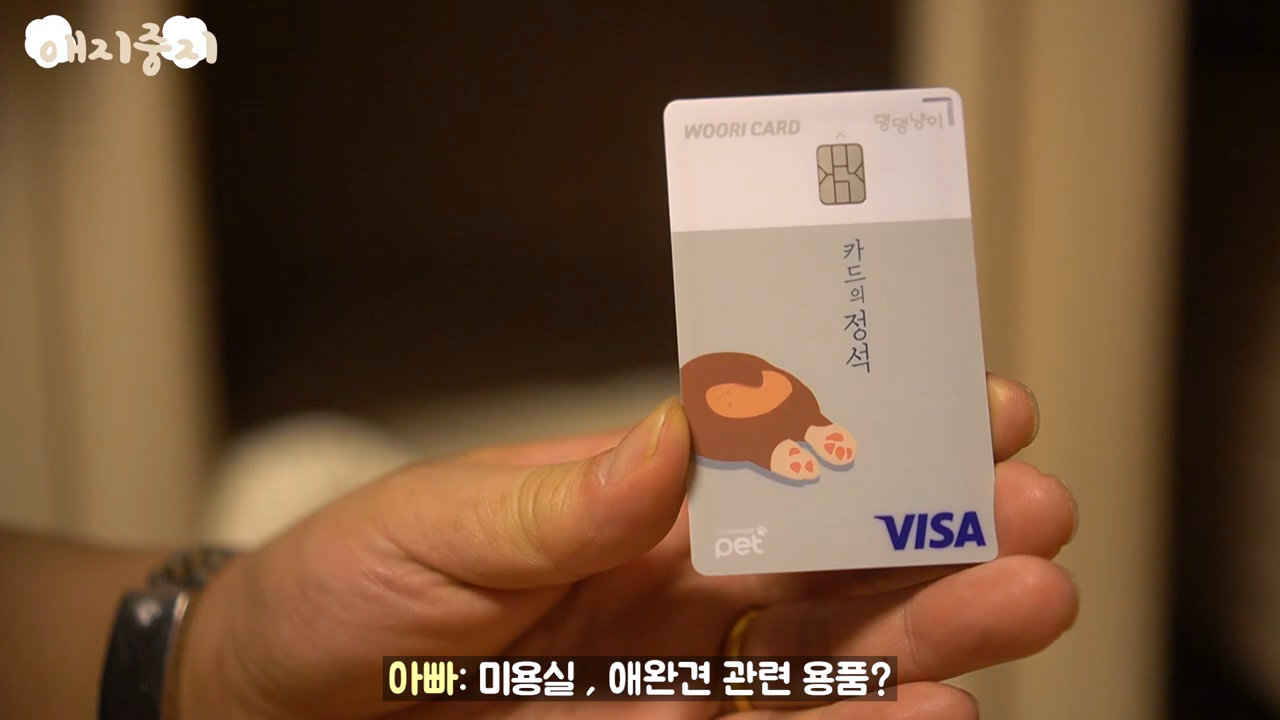 애지중지
WOORI CARD
댕댕냥이
카드의정석
pet
VISA
아빠: 미용실 , 애완견 관련 용품?